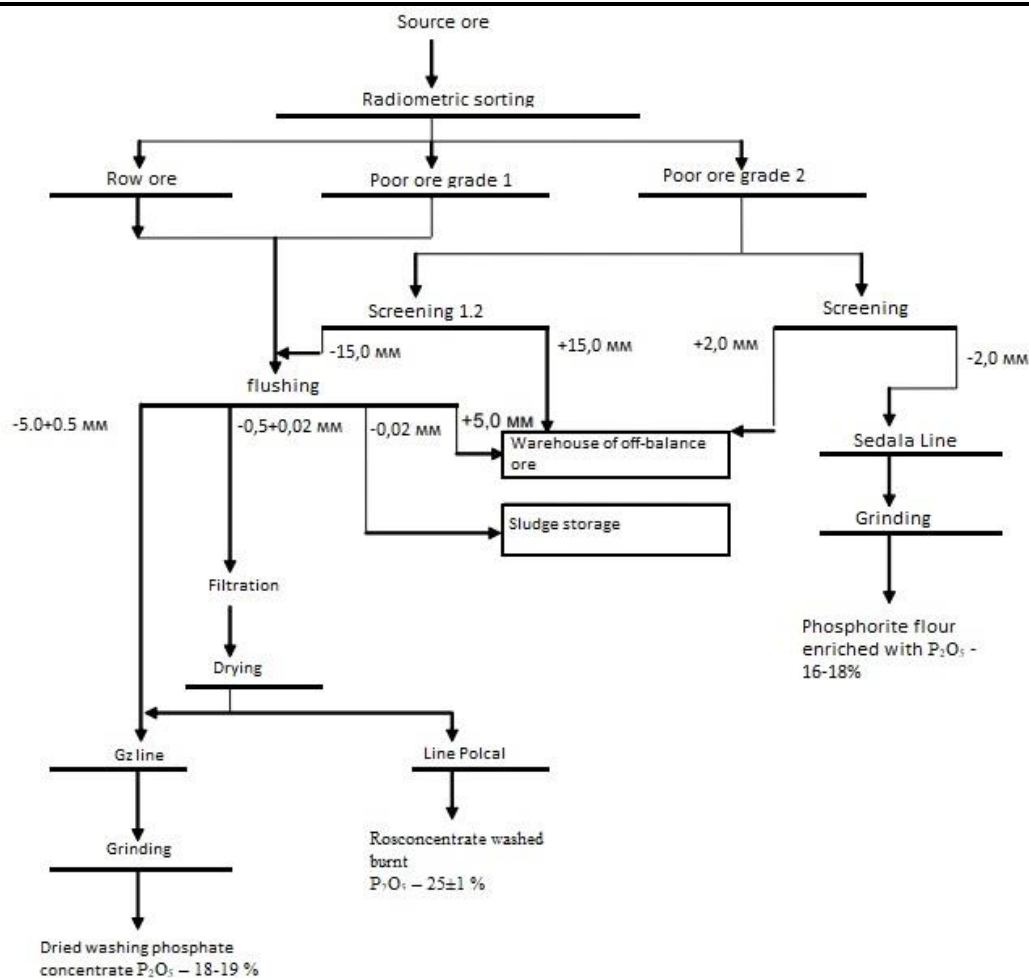 Source ore
Radiometric sorting
Row ore
Poor ore grade 1
Poor ore grade 2
Screening 1.2
Screening
-15,0 мм
+15,0 мм
+2,0 мм
-2,0 мм
flushing
-5.0+0.5 мм
-0,5+0,02 мм
-0,02 мм
+5,0 мм
Warehouse of off-balance
ore
Sedala Line
Sludge storage
Grinding
Filtration
Phosphorite flour
enriched with P₂O₅ -
16-18%
Drying
Gz line
Line Polcal
Grinding
Rosconcentrate washed
burnt
P₂O₅ – 25±1 %
Dried washing phosphate
concentrate P₂O₅ – 18-19 %